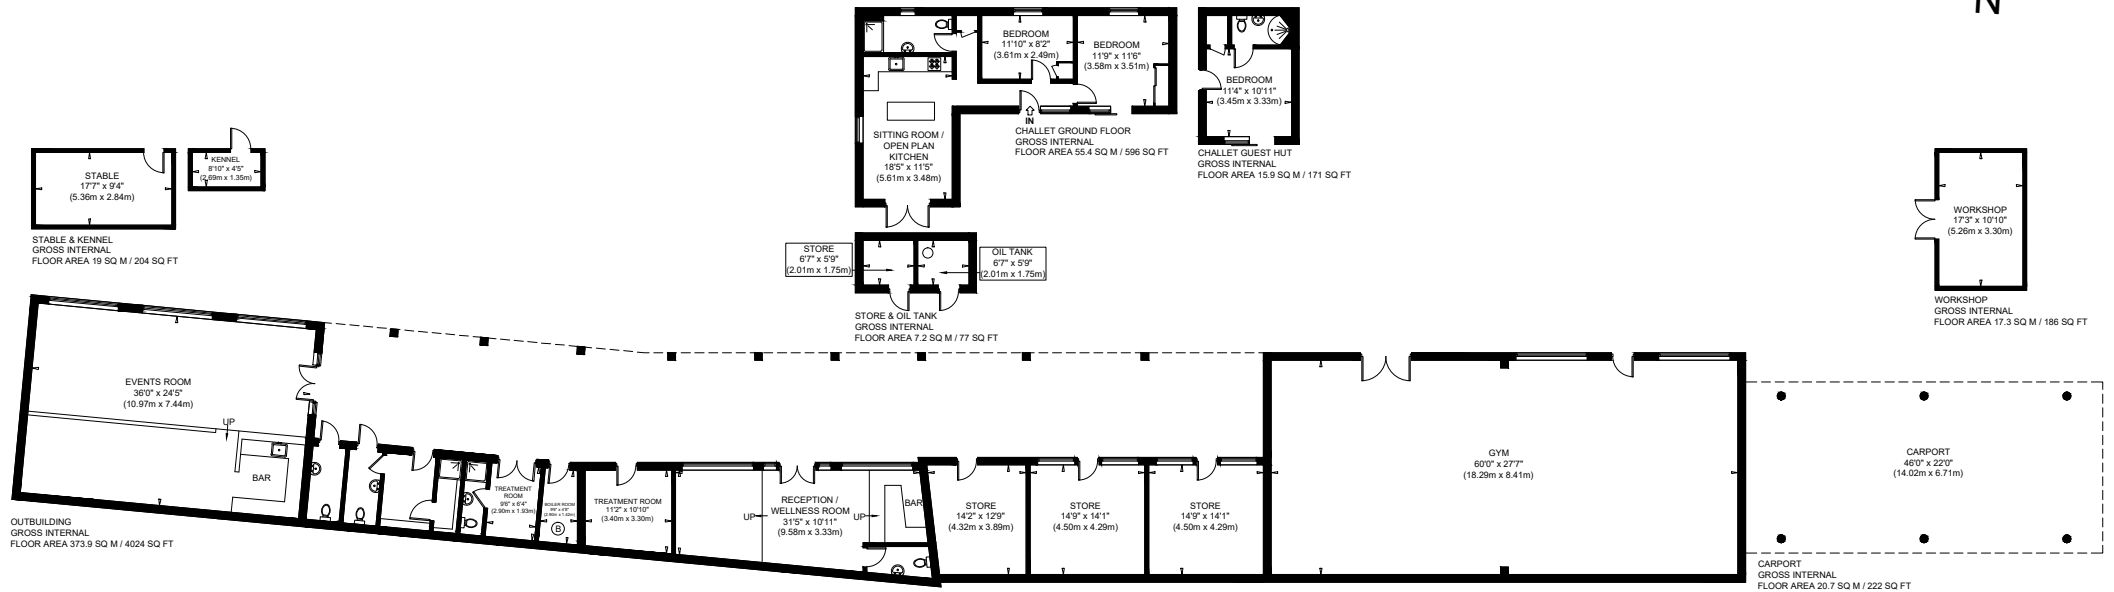 N
BEDROOM
11'10" x 8'2"
(3.61m x 2.49m)
BEDROOM
11'9" x 11'6"
(3.58m x 3.51m)
SITTING ROOM /
OPEN PLAN
KITCHEN
18'5" x 11'5"
(5.61m x 3.48m)
IN
CHALLET GROUND FLOOR
GROSS INTERNAL
FLOOR AREA 55.4 SQ M / 596 SQ FT
BEDROOM
11'4" x 10'11"
(3.45m x 3.33m)
CHALLET GUEST HUT
GROSS INTERNAL
FLOOR AREA 15.9 SQ M / 171 SQ FT
STABLE
17'7" x 9'4"
(5.36m x 2.84m)
KENNEL
8'10" x 4'5"
(2.69m x 1.35m)
STABLE & KENNEL
GROSS INTERNAL
FLOOR AREA 19 SQ M / 204 SQ FT
STORE
6'7" x 5'9"
(2.01m x 1.75m)
OIL TANK
6'7" x 5'9"
(2.01m x 1.75m)
STORE & OIL TANK
GROSS INTERNAL
FLOOR AREA 7.2 SQ M / 77 SQ FT
WORKSHOP
17'3" x 10'10"
(5.26m x 3.30m)
WORKSHOP
GROSS INTERNAL
FLOOR AREA 17.3 SQ M / 186 SQ FT
EVENTS ROOM
36'0" x 24'5"
(10.97m x 7.44m)
UP
BAR
TREATMENT
ROOM
9'6" x 6'4"
(2.90m x 1.93m)
BOILER ROOM
(2.90m x 1.42m)
B
TREATMENT ROOM
11'2" x 10'10"
(3.40m x 3.30m)
RECEPTION /
WELLNESS ROOM
31'5" x 10'11"
(9.58m x 3.33m)
UP
UP
BAR
STORE
14'2" x 12'9"
(4.32m x 3.89m)
STORE
14'9" x 14'1"
(4.50m x 4.29m)
STORE
14'9" x 14'1"
(4.50m x 4.29m)
GYM
60'0" x 27'7"
(18.29m x 8.41m)
CARPORT
46'0" x 22'0"
(14.02m x 6.71m)
OUTBUILDING
GROSS INTERNAL
FLOOR AREA 373.9 SQ M / 4024 SQ FT
CARPORT
GROSS INTERNAL
FLOOR AREA 20.7 SQ M / 222 SQ FT